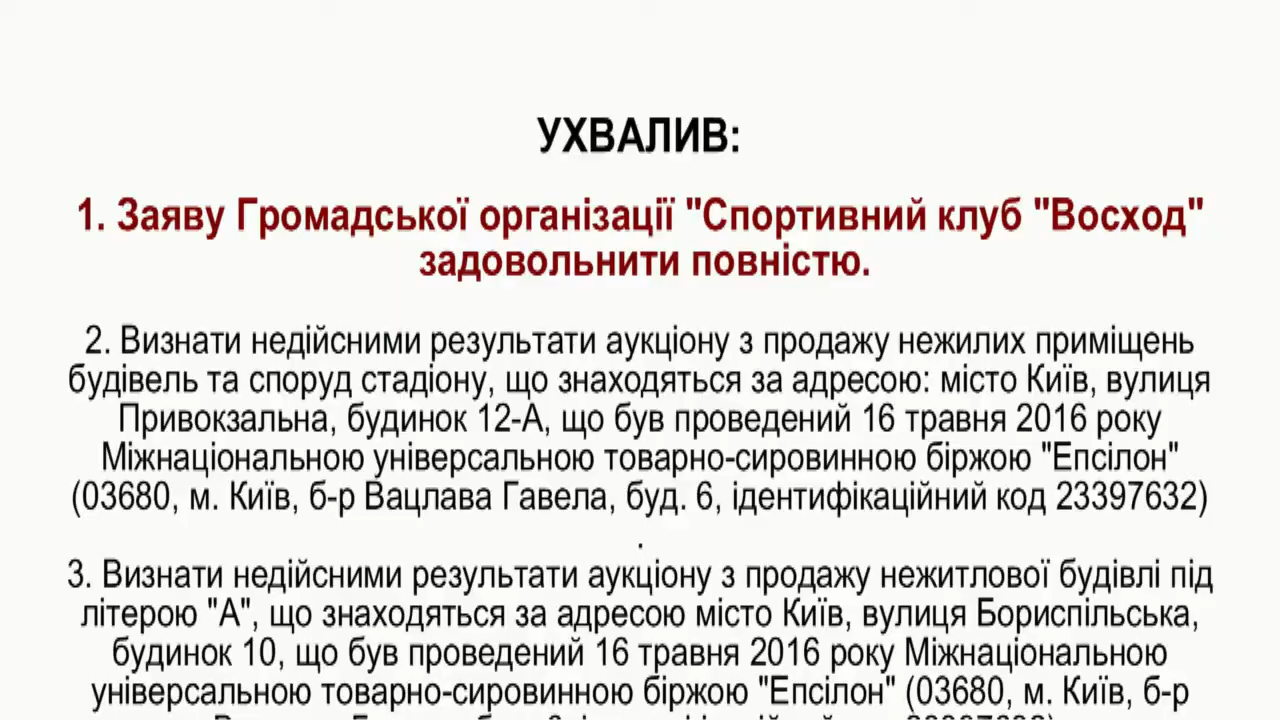 УХВАЛИВ:
1. Заяву Громадської організації "Спортивний клуб "Восход"
задовольнити повністю.
2. Визнати недійсними результати аукціону з продажу нежилих приміщень
будівель та споруд стадіону, що знаходяться за адресою: місто Київ, вулиця
Привокзальна, будинок 12-А, що був проведений 16 травня 2016 року
Міжнаціональною універсальною товарно-сировинною біржою "Епсілон"
(03680, м. Київ, б-р Вацлава Гавела, буд. 6, ідентифікаційний код 23397632)
.
3. Визнати недійсними результати аукціону з продажу нежитлової будівлі під
літерою "А", що знаходяться за адресою місто Київ, вулиця Бориспільська,
будинок 10, що був проведений 16 травня 2016 року Міжнаціональною
універсальною товарно-сировинною біржою "Епсілон" (03680, м. Київ, б-р